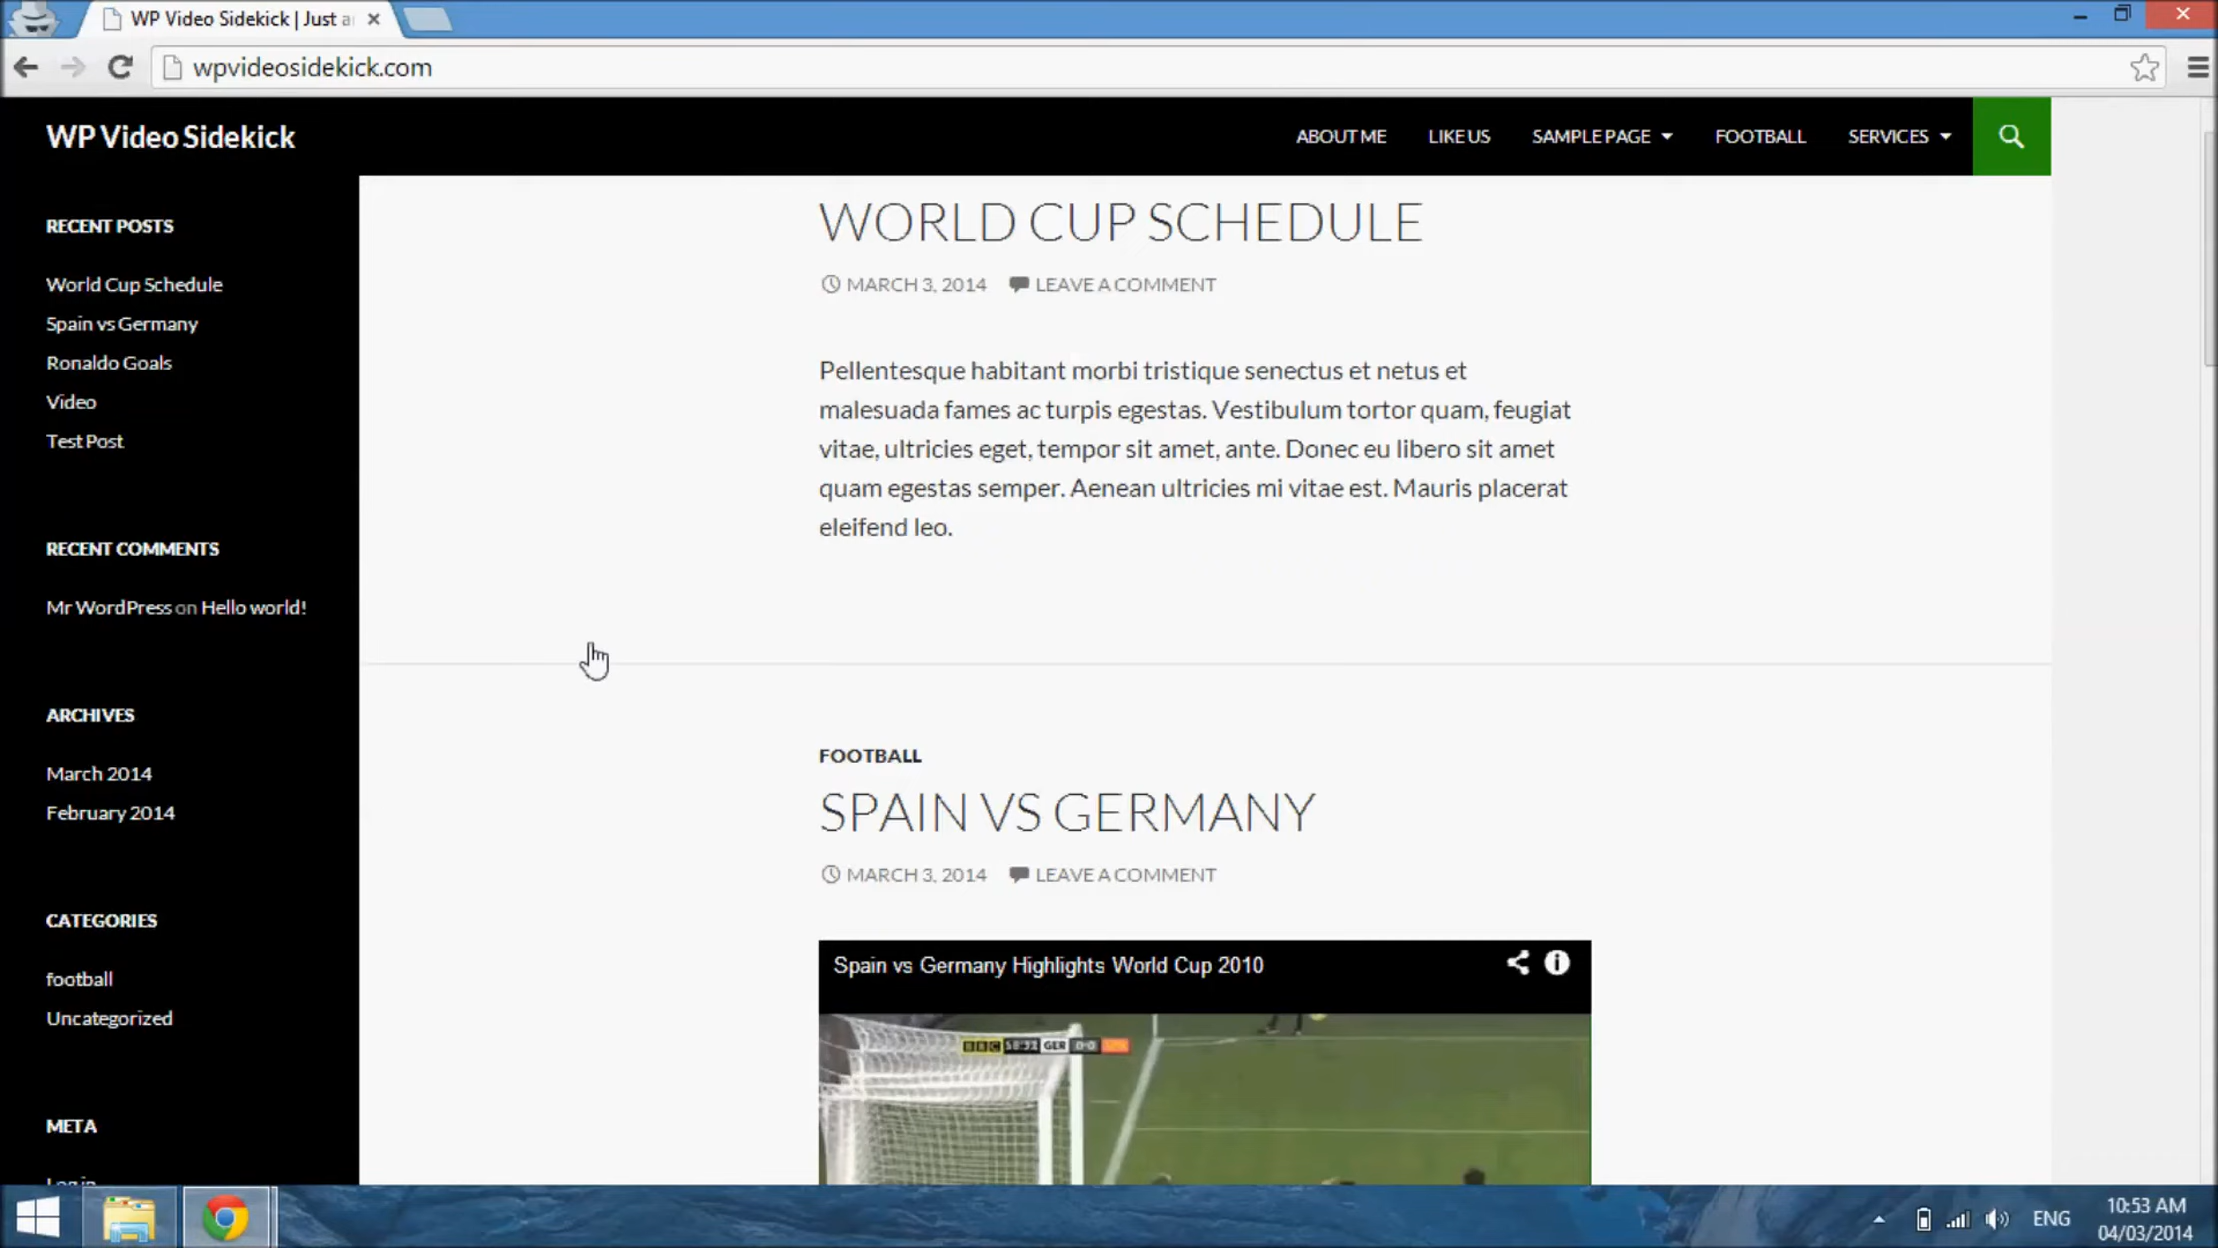 WP Video Sidekick | Just a
wpvideosidekick.com
WP Video Sidekick
ABOUT ME
LIKE US
SAMPLE PAGE
FOOTBALL
SERVICES
RECENT POSTS
World Cup Schedule
Spain vs Germany
Ronaldo Goals
Video
Test Post
RECENT COMMENTS
Mr WordPress on Hello world!
ARCHIVES
March 2014
February 2014
CATEGORIES
football
Uncategorized
META
Log in
WORLD CUP SCHEDULE
MARCH 3, 2014 LEAVE A COMMENT
Pellentesque habitant morbi tristique senectus et netus et
malesuada fames ac turpis egestas. Vestibulum tortor quam, feugiat
vitae, ultricies eget, tempor sit amet, ante. Donec eu libero sit amet
quam egestas semper. Aenean ultricies mi vitae est. Mauris placerat
eleifend leo.
FOOTBALL
SPAIN VS GERMANY
MARCH 3, 2014 LEAVE A COMMENT
Spain vs Germany Highlights World Cup 2010
BBC GER 0-0
ENG
10:53 AM
04/03/2014